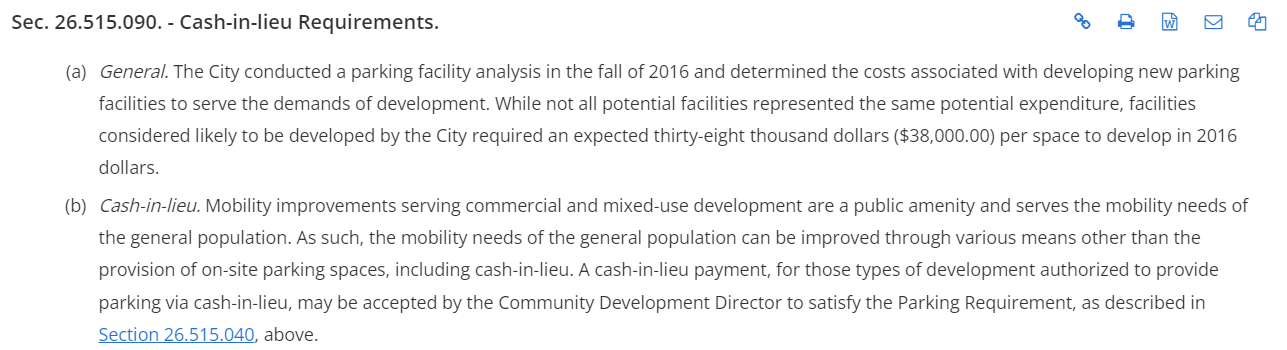 Sec. 26.515.090. - Cash-in-lieu Requirements.
(a) General. The City conducted a parking facility analysis in the fall of 2016 and determined the costs associated with developing new parking
facilities to serve the demands of development. While not all potential facilities represented the same potential expenditure, facilities
considered likely to be developed by the City required an expected thirty-eight thousand dollars ($38,000.00) per space to develop in 2016
dollars.
(b) Cash-in-lieu. Mobility improvements serving commercial and mixed-use development are a public amenity and serves the mobility needs of
the general population. As such, the mobility needs of the general population can be improved through various means other than the
provision of on-site parking spaces, including cash-in-lieu. A cash-in-lieu payment, for those types of development authorized to provide
parking via cash-in-lieu, may be accepted by the Community Development Director to satisfy the Parking Requirement, as described in
Section 26.515.040, above.